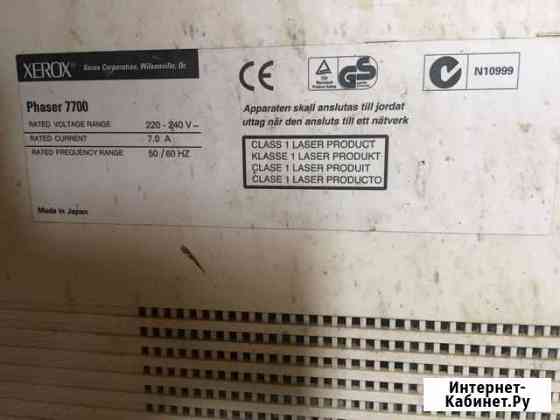 XEROX® Xerox Corporation, Wilsonville, Or.
Phaser 7700
RATED VOLTAGE RANGE 220 - 240 V ~
RATED CURRENT 7.0 A
RATED FREQUENCY RANGE 50 / 60 HZ
Made in Japan
CE
TÜV
GS
N10999
Apparaten skall anslutas till jordat
uttag när den ansluts till ett nätverk
CLASS 1 LASER PRODUCT
KLASSE 1 LASER PRODUKT
CLASE 1 LASER PRODUIT
CLASE 1 LASER PRODUCTO
Интернет-
Кабинет.Ру